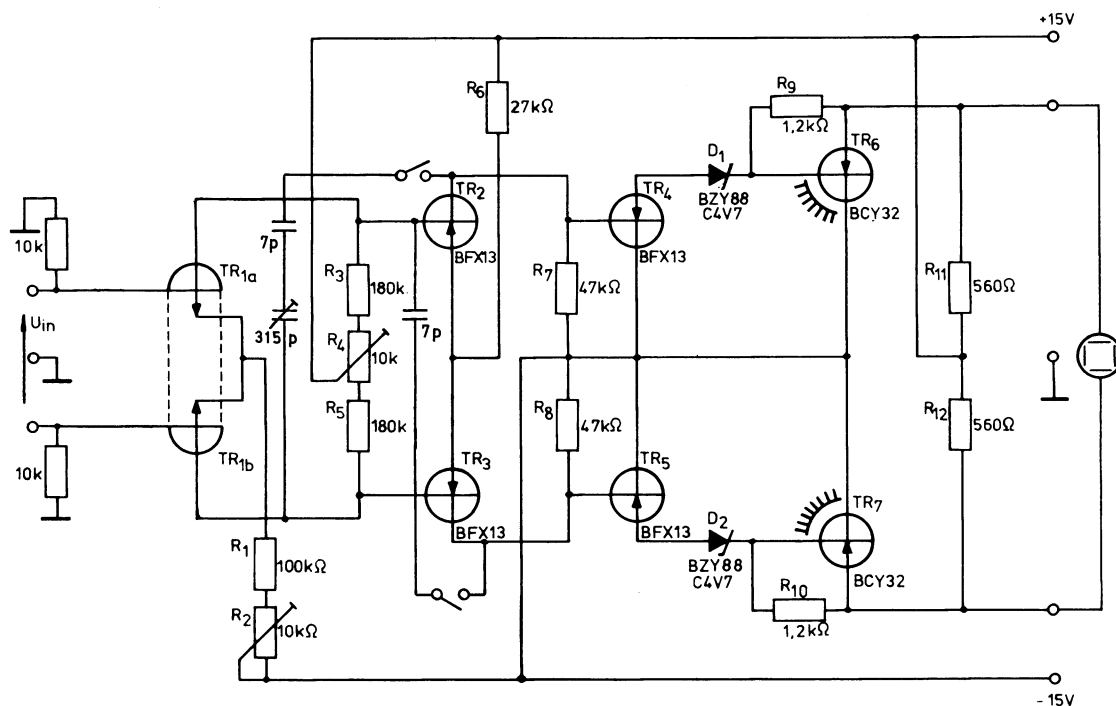 +15V
R6
27kΩ
R9
1,2kΩ
TR6
BCY32
D1
BZY88
C4V7
TR2
BFX13
TR4
BFX13
7p
10k
TR1a
R3
180k
7p
R7
47kΩ
R11
560Ω
Uin
315p
R4
10k
R5
180k
R8
47kΩ
R12
560Ω
10k
TR1b
TR3
BFX13
TR5
BFX13
D2
BZY88
C4V7
TR7
BCY32
R1
100kΩ
R2
10kΩ
R10
1,2kΩ
-15V